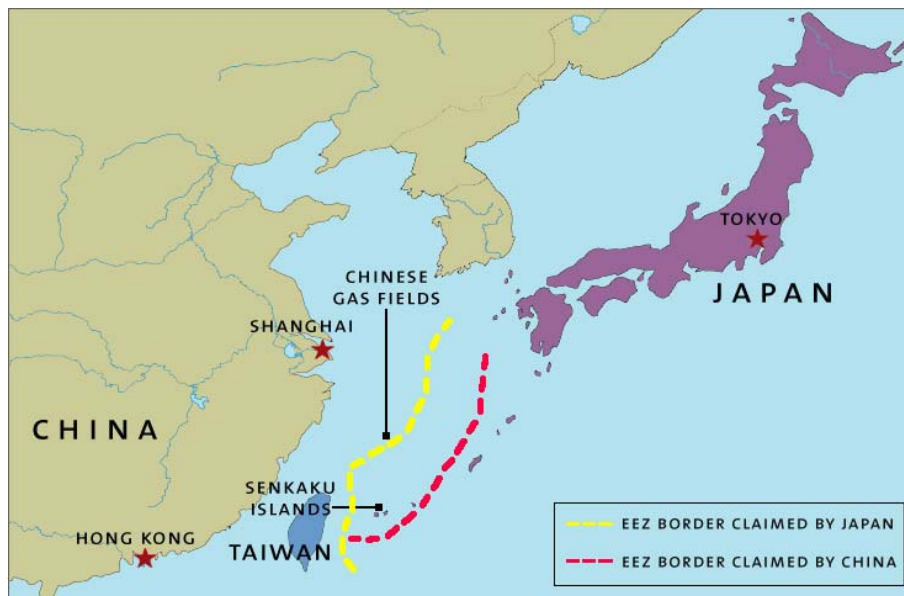 TOKYO
JAPAN
CHINESE
GAS FIELDS
SHANGHAI
CHINA
SENKAKU
ISLANDS
HONG KONG
TAIWAN
EEZ BORDER CLAIMED BY JAPAN
EEZ BORDER CLAIMED BY CHINA